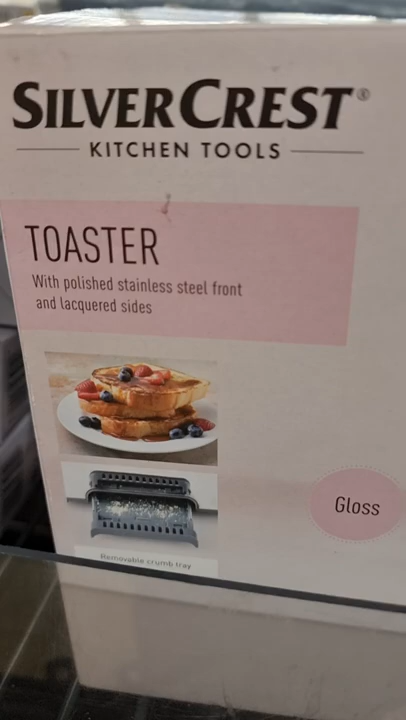 SILVERCREST®
KITCHEN TOOLS
TOASTER
With polished stainless steel front
and lacquered sides
Gloss
Removable crumb tray